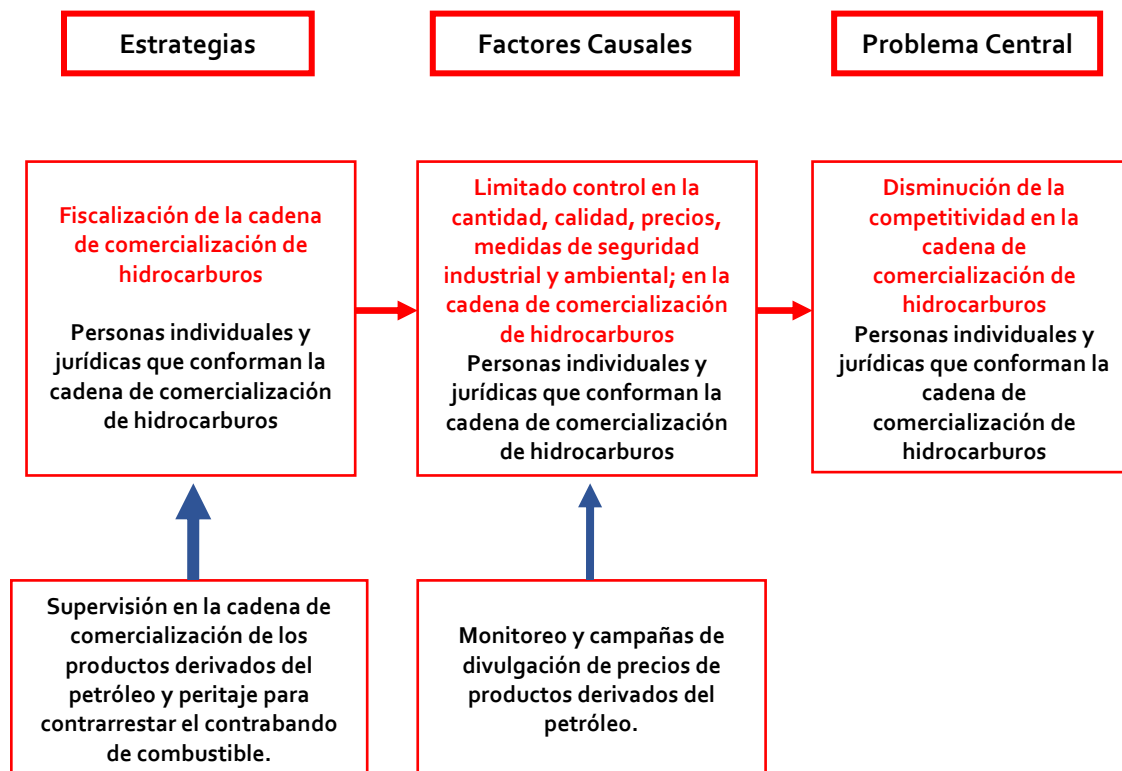 Estrategias
Factores Causales
Problema Central
Fiscalización de la cadena
de comercialización de
hidrocarburos
Personas individuales y
jurídicas que conforman la
cadena de comercialización
de hidrocarburos
Limitado control en la
cantidad, calidad, precios,
medidas de seguridad
industrial y ambiental; en la
cadena de comercialización
de hidrocarburos
Personas individuales y
jurídicas que conforman la
cadena de comercialización
de hidrocarburos
Disminución de la
competitividad en la
cadena de
comercialización de
hidrocarburos
Personas individuales y
jurídicas que conforman la
cadena de
comercialización de
hidrocarburos
Supervisión en la cadena de
comercialización de los
productos derivados del
petróleo y peritaje para
contrarrestar el contrabando
de combustible.
Monitoreo y campañas de
divulgación de precios de
productos derivados del
petróleo.